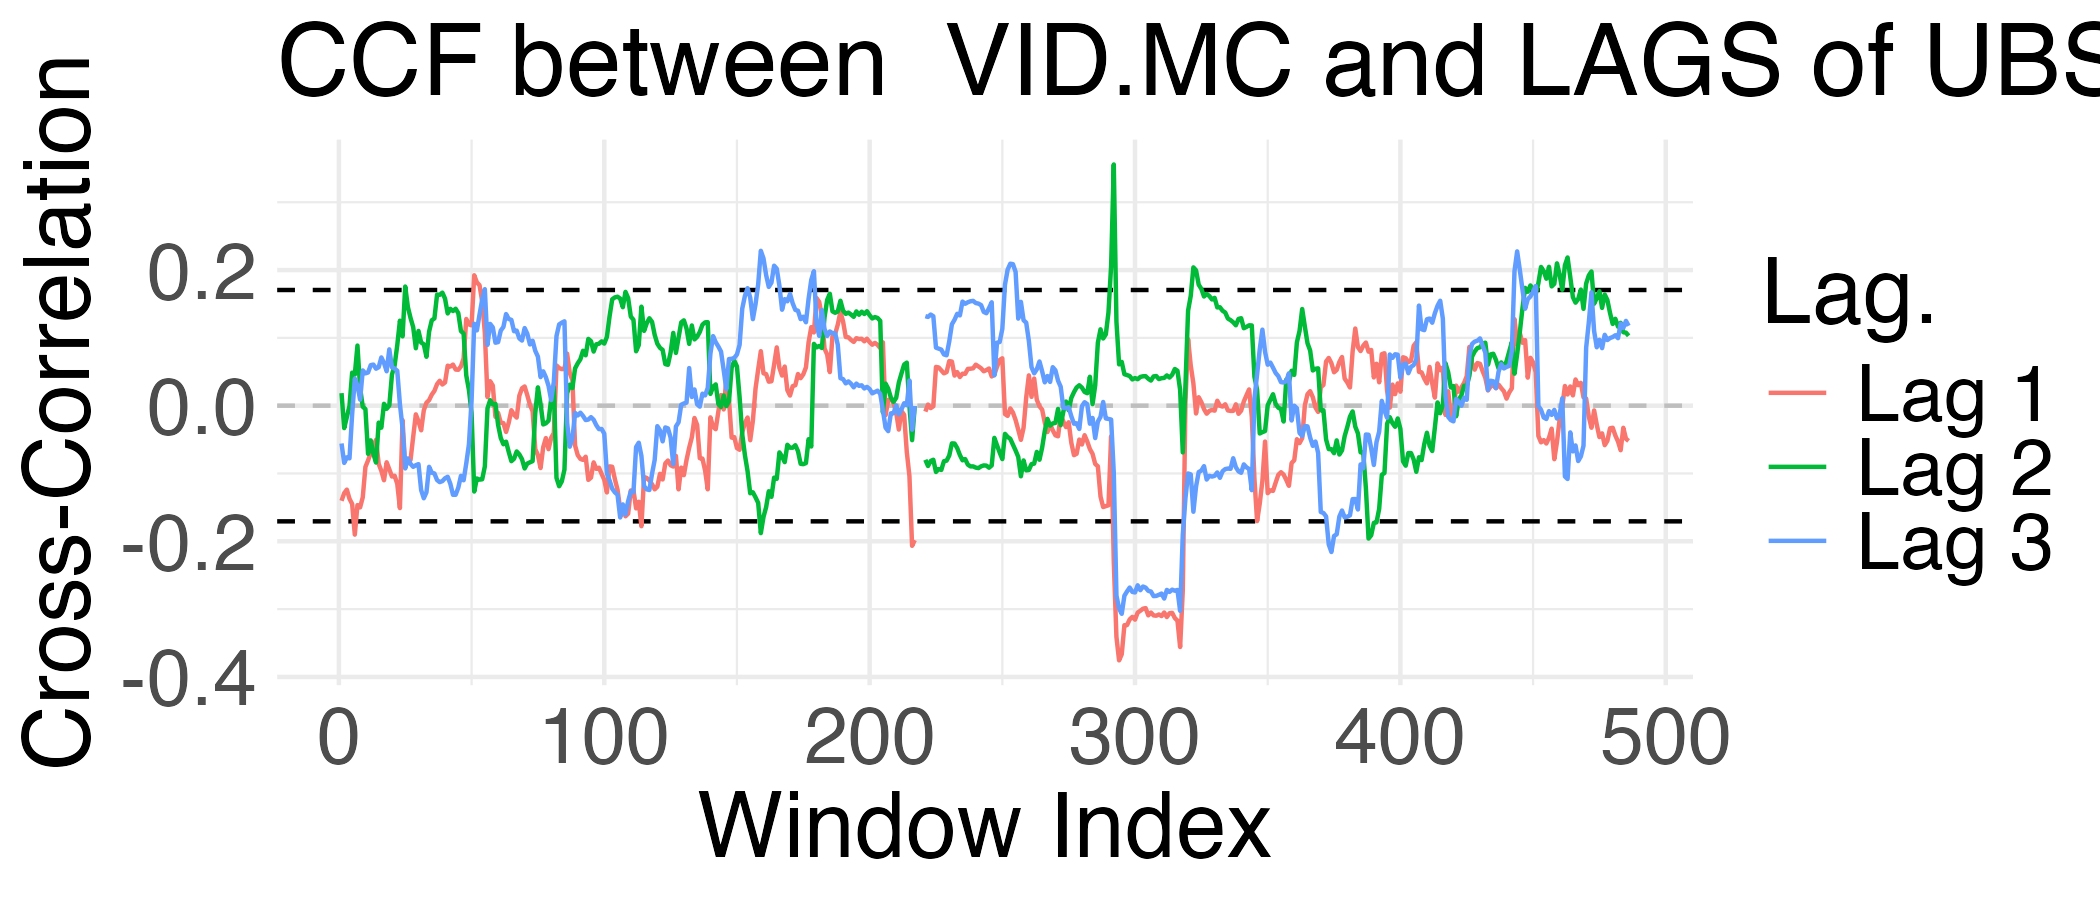 CCF between  VID.MC and LAGS of UBS
Cross-Correlation
0.2
0.0
-0.2
-0.4
0 100 200 300 400 500
Window Index
Lag.
Lag 1
Lag 2
Lag 3